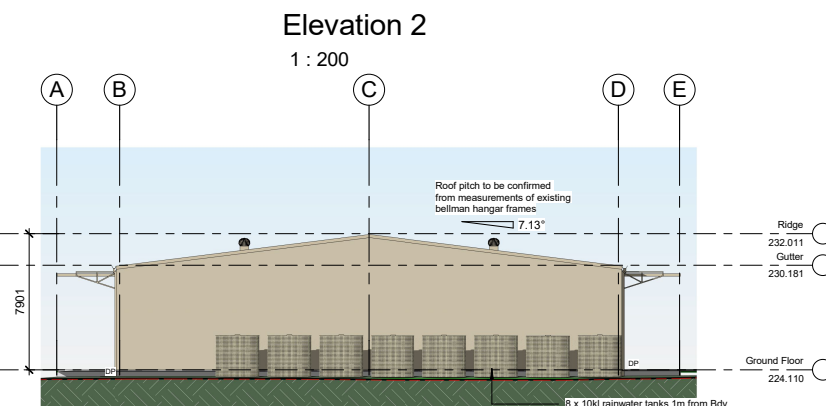 Elevation 2
1 : 200
A
B
C
D
E
Roof pitch to be confirmed
from measurements of existing
bellman hangar frames
7.13°
Ridge
232.011
Gutter
230.181
7901
DP
DP
Ground Floor
224.110
8 x 10kl rainwater tanks 1m from Bdy